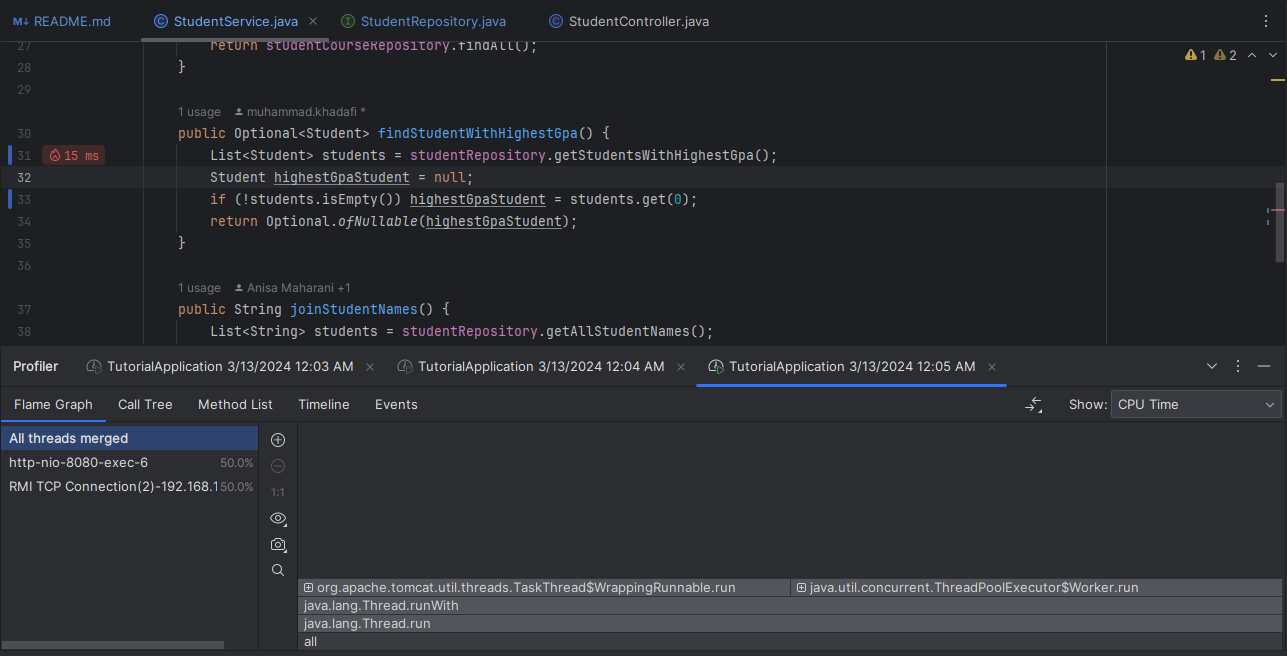 M↓ README.md StudentService.java StudentRepository.java StudentController.java
27 return studentCourseRepository.findAll();
28 }
29
1 usage muhammad.khadafi *
30 public Optional<Student> findStudentWithHighestGpa() {
31 15 ms List<Student> students = studentRepository.getStudentsWithHighestGpa();
32 Student highestGpaStudent = null;
33 if (!students.isEmpty()) highestGpaStudent = students.get(0);
34 return Optional.ofNullable(highestGpaStudent);
35 }
36
1 usage Anisa Maharani +1
37 public String joinStudentNames() {
38 List<String> students = studentRepository.getAllStudentNames();
1 2
Profiler TutorialApplication 3/13/2024 12:03 AM TutorialApplication 3/13/2024 12:04 AM TutorialApplication 3/13/2024 12:05 AM
Flame Graph Call Tree Method List Timeline Events Show: CPU Time
All threads merged
http-nio-8080-exec-6 50.0%
RMI TCP Connection(2)-192.168.1 50.0%
1:1
org.apache.tomcat.util.threads.TaskThread$WrappingRunnable.run java.util.concurrent.ThreadPoolExecutor$Worker.run
java.lang.Thread.runWith
java.lang.Thread.run
all